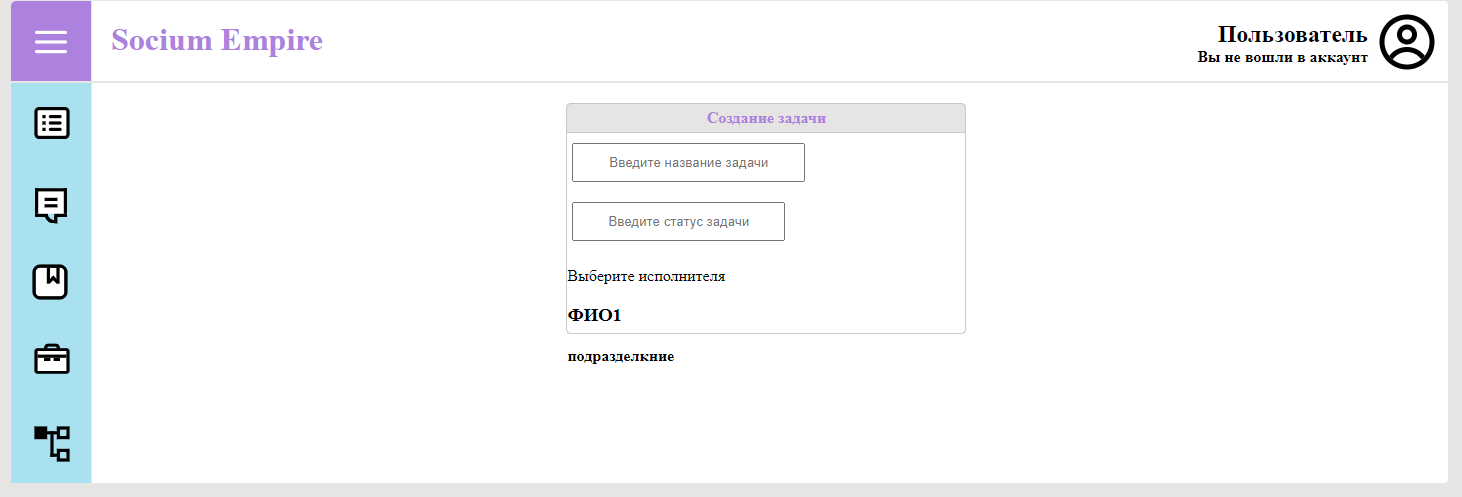 Socium Empire
Пользователь
Вы не вошли в аккаунт
Создание задачи
Введите название задачи
Введите статус задачи
Выберите исполнителя
ФИО1
подразделкние